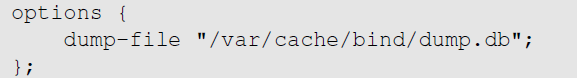 options {
    dump-file "/var/cache/bind/dump.db";
};